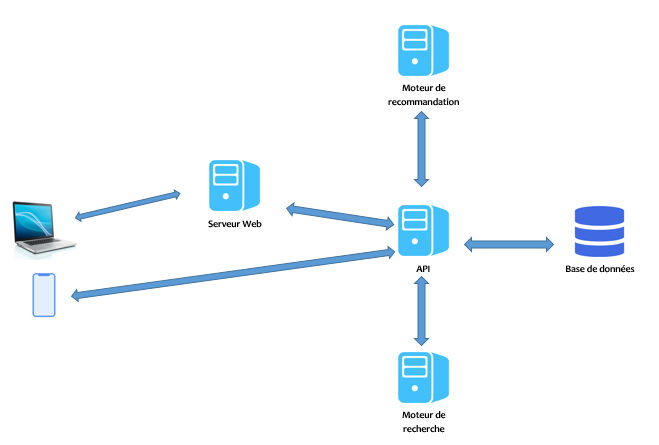 Moteur de
recommandation
Serveur Web
API
Base de données
Moteur de
recherche